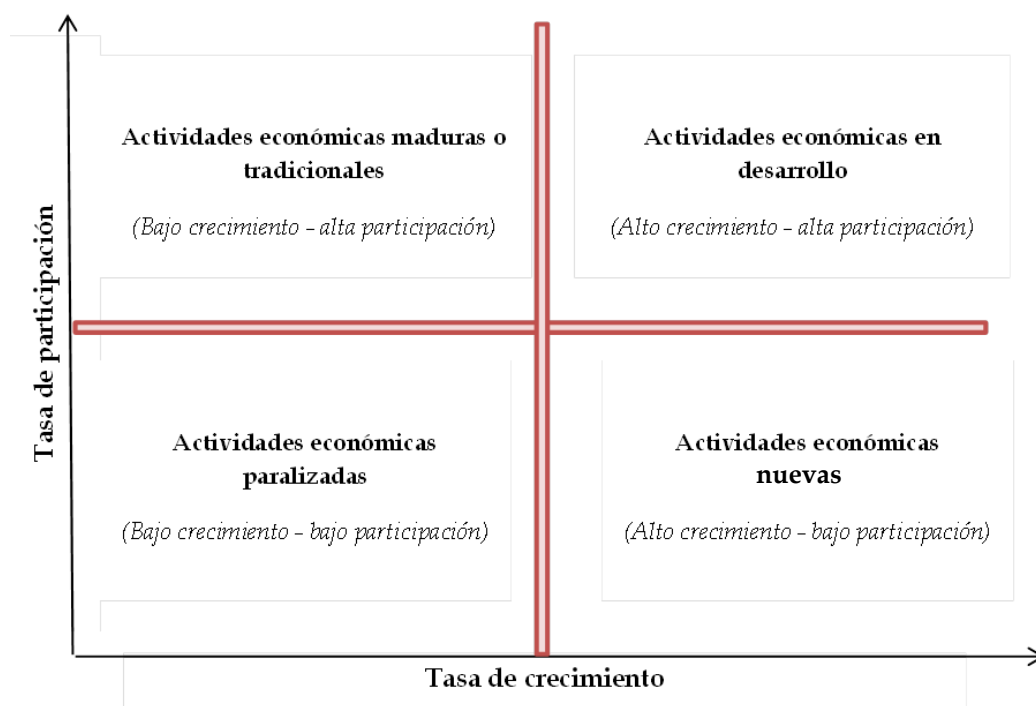 Actividades económicas maduras o
tradicionales
(Bajo crecimiento – alta participación)
Actividades económicas en
desarrollo
(Alto crecimiento – alta participación)
Tasa de participación
Actividades económicas
paralizadas
(Bajo crecimiento – bajo participación)
Actividades económicas
nuevas
(Alto crecimiento – bajo participación)
Tasa de crecimiento